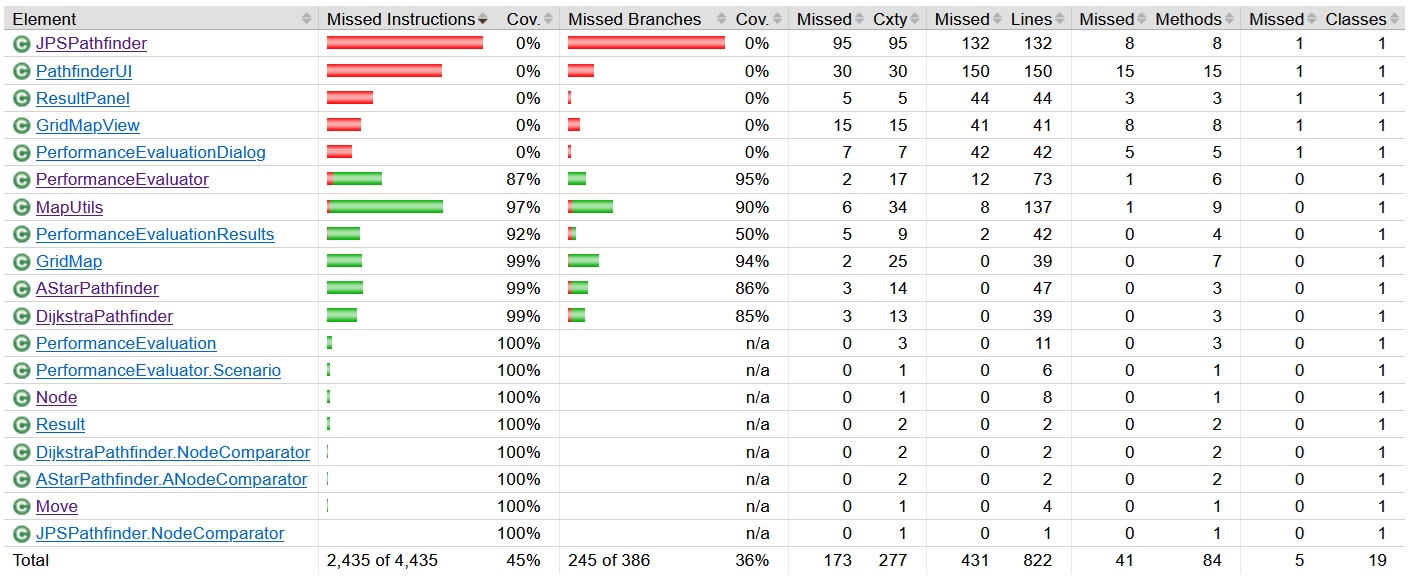 Element Missed Instructions Cov. Missed Branches Cov. Missed Cxty Missed Lines Missed Methods Missed Classes
C JPSPathfinder 0% 0% 95 95 132 132 8 8 1 1
C PathfinderUI 0% 0% 30 30 150 150 15 15 1 1
C ResultPanel 0% 0% 5 5 44 44 3 3 1 1
C GridMapView 0% 0% 15 15 41 41 8 8 1 1
C PerformanceEvaluationDialog 0% 0% 7 7 42 42 5 5 1 1
C PerformanceEvaluator 87% 95% 2 17 12 73 1 6 0 1
C MapUtils 97% 90% 6 34 8 137 1 9 0 1
C PerformanceEvaluationResults 92% 50% 5 9 2 42 0 4 0 1
C GridMap 99% 94% 2 25 0 39 0 7 0 1
C AStarPathfinder 99% 86% 3 14 0 47 0 3 0 1
C DijkstraPathfinder 99% 85% 3 13 0 39 0 3 0 1
C PerformanceEvaluation 100% n/a 0 3 0 11 0 3 0 1
C PerformanceEvaluator.Scenario 100% n/a 0 1 0 6 0 1 0 1
C Node 100% n/a 0 1 0 8 0 1 0 1
C Result 100% n/a 0 2 0 2 0 2 0 1
C DijkstraPathfinder.NodeComparator 100% n/a 0 2 0 2 0 2 0 1
C AStarPathfinder.ANodeComparator 100% n/a 0 2 0 2 0 2 0 1
C Move 100% n/a 0 1 0 4 0 1 0 1
C JPSPathfinder.NodeComparator 100% n/a 0 1 0 1 0 1 0 1
Total 2,435 of 4,435 45% 245 of 386 36% 173 277 431 822 41 84 5 19